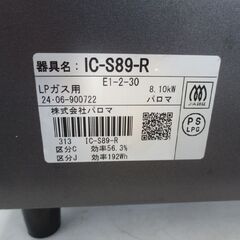 器具名：IC-S89-R
E1-2-30
LPガス用 8.10kW
24・06-900722 パロマ
株式会社パロマ
PS
LPG
313 IC-S89-R
区分C 効率56.3%
区分J 効率192Wh